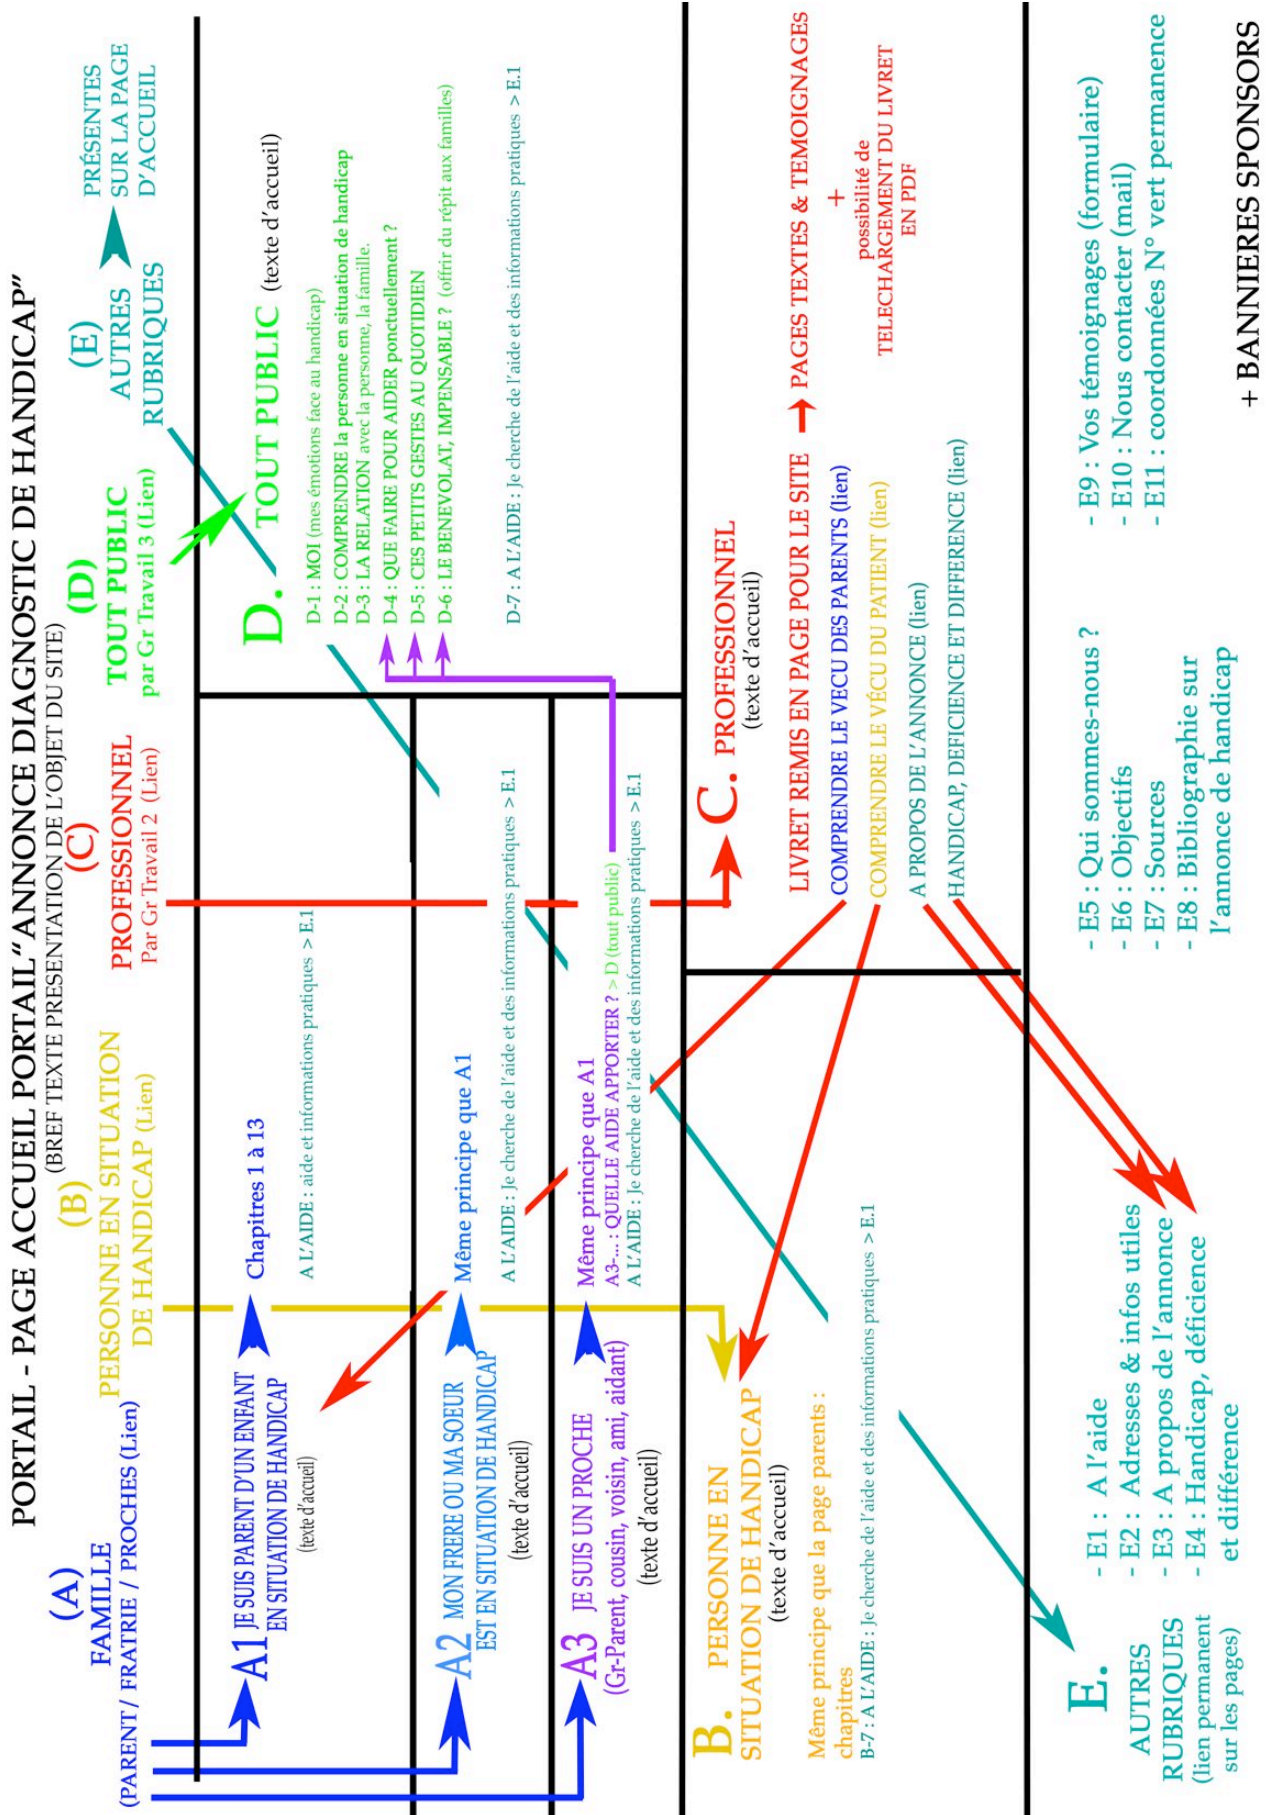 PORTAIL - PAGE ACCUEIL PORTAIL "ANNONCE DIAGNOSTIC DE HANDICAP"
(BREF TEXTE PRESENTATION DE L'OBJET DU SITE)
(A)
FAMILLE
(PARENT / FRATRIE / PROCHES (Lien)
(B)
PERSONNE EN SITUATION
DE HANDICAP (Lien)
(C)
PROFESSIONNEL
Par Gr Travail 2 (Lien)
(D)
TOUT PUBLIC
par Gr Travail 3 (Lien)
(E)
AUTRES
RUBRIQUES
PRÉSENTES
SUR LA PAGE
D'ACCUEIL
A1 JE SUIS PARENT D'UN ENFANT
EN SITUATION DE HANDICAP
(texte d'accueil)
Chapitres 1 à 13
A L'AIDE : aide et informations pratiques > E.1
A2 MON FRERE OU MA SOEUR
EST EN SITUATION DE HANDICAP
(texte d'accueil)
Même principe que A1
A L'AIDE : Je cherche de l'aide et des informations pratiques > E.1
A3 JE SUIS UN PROCHE
(Gr-Parent, cousin, voisin, ami, aidant)
(texte d'accueil)
Même principe que A1
A3-... : QUELLE AIDE APPORTER ? > D (tout public)
A L'AIDE : Je cherche de l'aide et des informations pratiques > E.1
D. TOUT PUBLIC (texte d'accueil)
D-1 : MOI (mes émotions face au handicap)
D-2 : COMPRENDRE la personne en situation de handicap
D-3 : LA RELATION avec la personne, la famille.
D-4 : QUE FAIRE POUR AIDER ponctuellement ?
D-5 : CES PETITS GESTES AU QUOTIDIEN
D-6 : LE BENEVOLAT, IMPENSABLE ? (offrir du répit aux familles)
D-7 : A L'AIDE : Je cherche de l'aide et des informations pratiques > E.1
B. PERSONNE EN
SITUATION DE HANDICAP
(texte d'accueil)
Même principe que la page parents :
chapitres
B-7 : A L'AIDE : Je cherche de l'aide et des informations pratiques > E.1
C. PROFESSIONNEL
(texte d'accueil)
LIVRET REMIS EN PAGE POUR LE SITE
PAGES TEXTES & TEMOIGNAGES
+
possibilité de
TELECHARGEMENT DU LIVRET
EN PDF
COMPRENDRE LE VECU DES PARENTS (lien)
COMPRENDRE LE VÉCU DU PATIENT (lien)
A PROPOS DE L'ANNONCE (lien)
HANDICAP, DEFICIENCE ET DIFFERENCE (lien)
E.
AUTRES
RUBRIQUES
(lien permanent
sur les pages)
- E1 : A l'aide
- E2 : Adresses & infos utiles
- E3 : A propos de l'annonce
- E4 : Handicap, déficience
et différence
- E5 : Qui sommes-nous ?
- E6 : Objectifs
- E7 : Sources
- E8 : Bibliographie sur
l'annonce de handicap
- E9 : Vos témoignages (formulaire)
- E10 : Nous contacter (mail)
- E11 : coordonnées N° vert permanence
+ BANNIERES SPONSORS